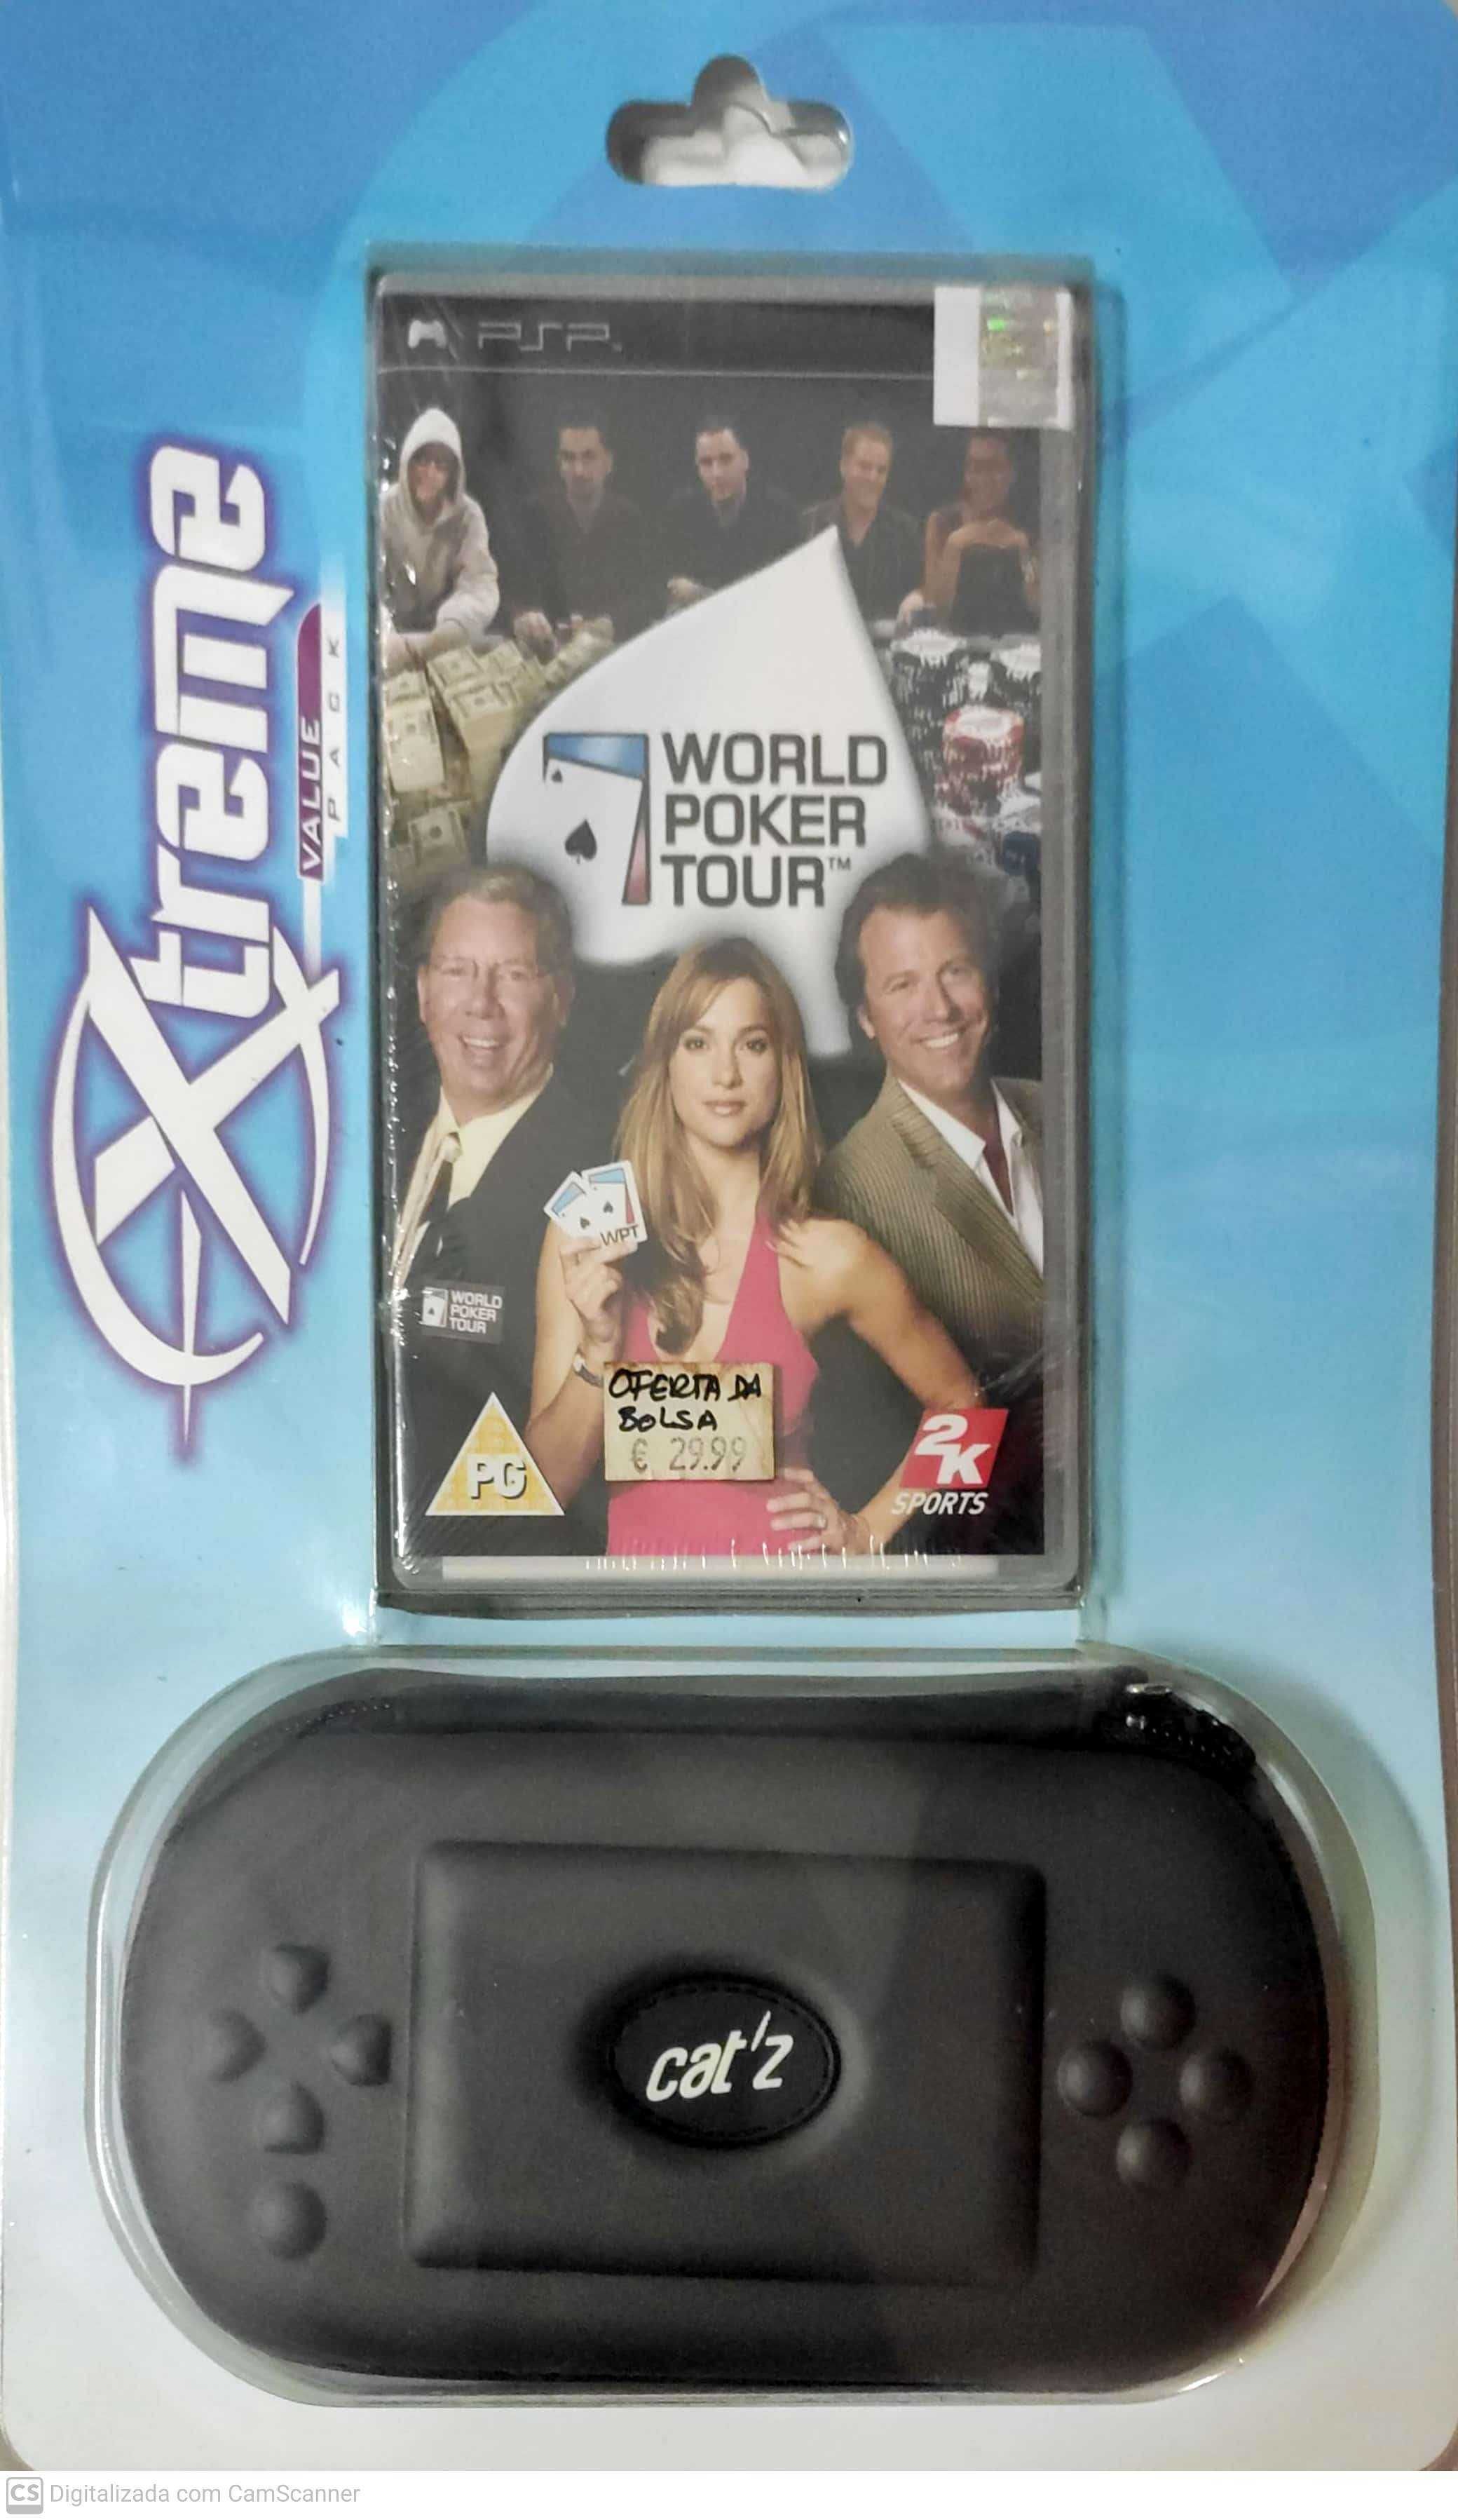 PSP
Xtreme
VALUE
PACK
WORLD
POKER
TOUR™
WPT
WORLD
POKER
TOUR
OFERTA DA
BOLSA
€ 29.99
PG
2K
SPORTS
cat'z
CS Digitalizada com CamScanner